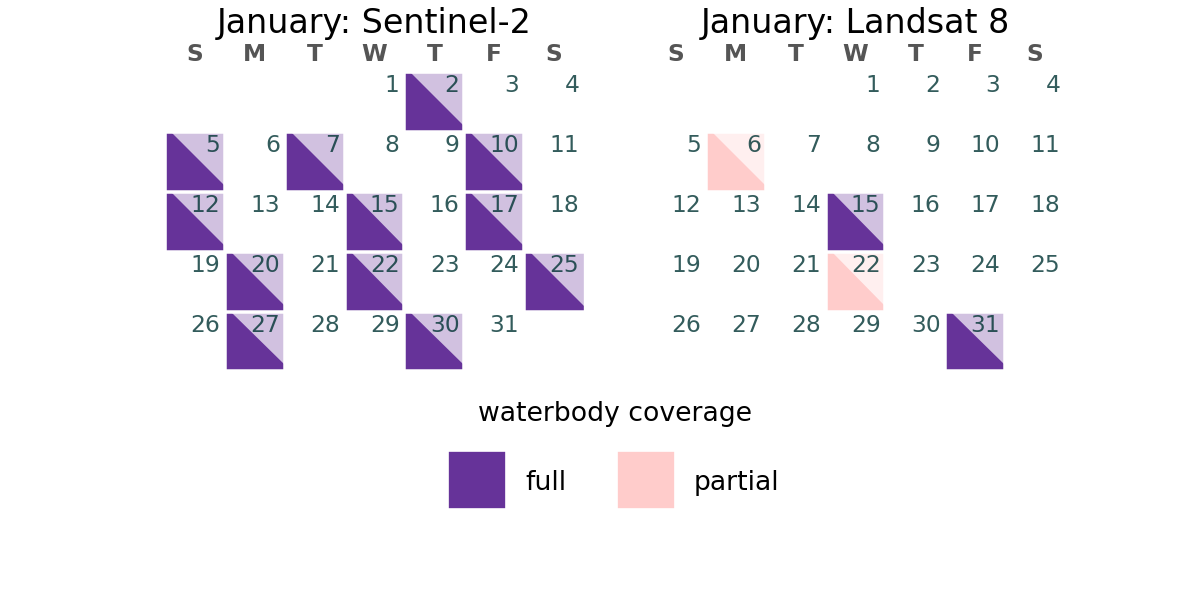 January: Sentinel-2
S M T W T F S
1 2 3 4
5 6 7 8 9 10 11
12 13 14 15 16 17 18
19 20 21 22 23 24 25
26 27 28 29 30 31
January: Landsat 8
S M T W T F S
1 2 3 4
5 6 7 8 9 10 11
12 13 14 15 16 17 18
19 20 21 22 23 24 25
26 27 28 29 30 31
waterbody coverage
full partial